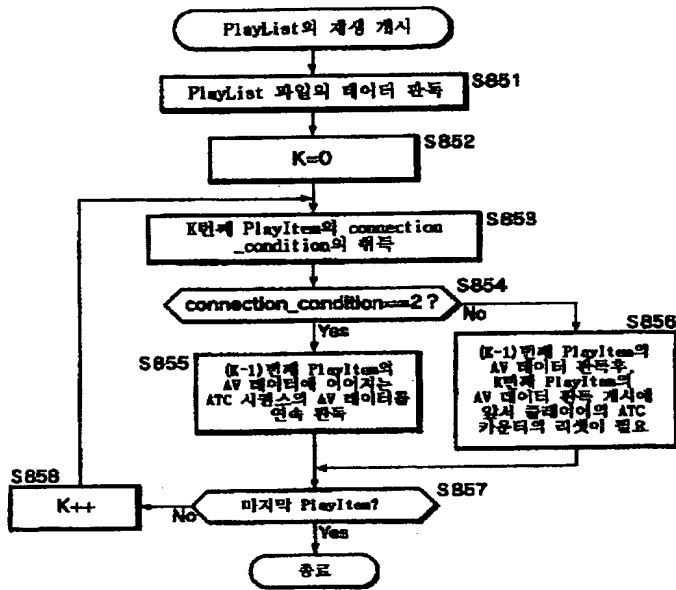 PlayList의 재생 개시
PlayList 파일의 데이터 판독
S851
K=0
S852
K번째 PlayItem의 connection
_condition의 취득
S853
connection_condition==2 ?
S854
Yes
No
S855
(K-1)번째 PlayItem의
AV 데이터에 이어지는
ATC 시퀀스의 AV 데이터를
연속 판독
S856
(K-1)번째 PlayItem의
AV 데이터 판독후,
K번째 PlayItem의
AV 데이터 판독 개시에
앞서 플레이어의 ATC
카운터의 리셋이 필요
S857
마지막 PlayItem?
No
Yes
S858
K++
종료